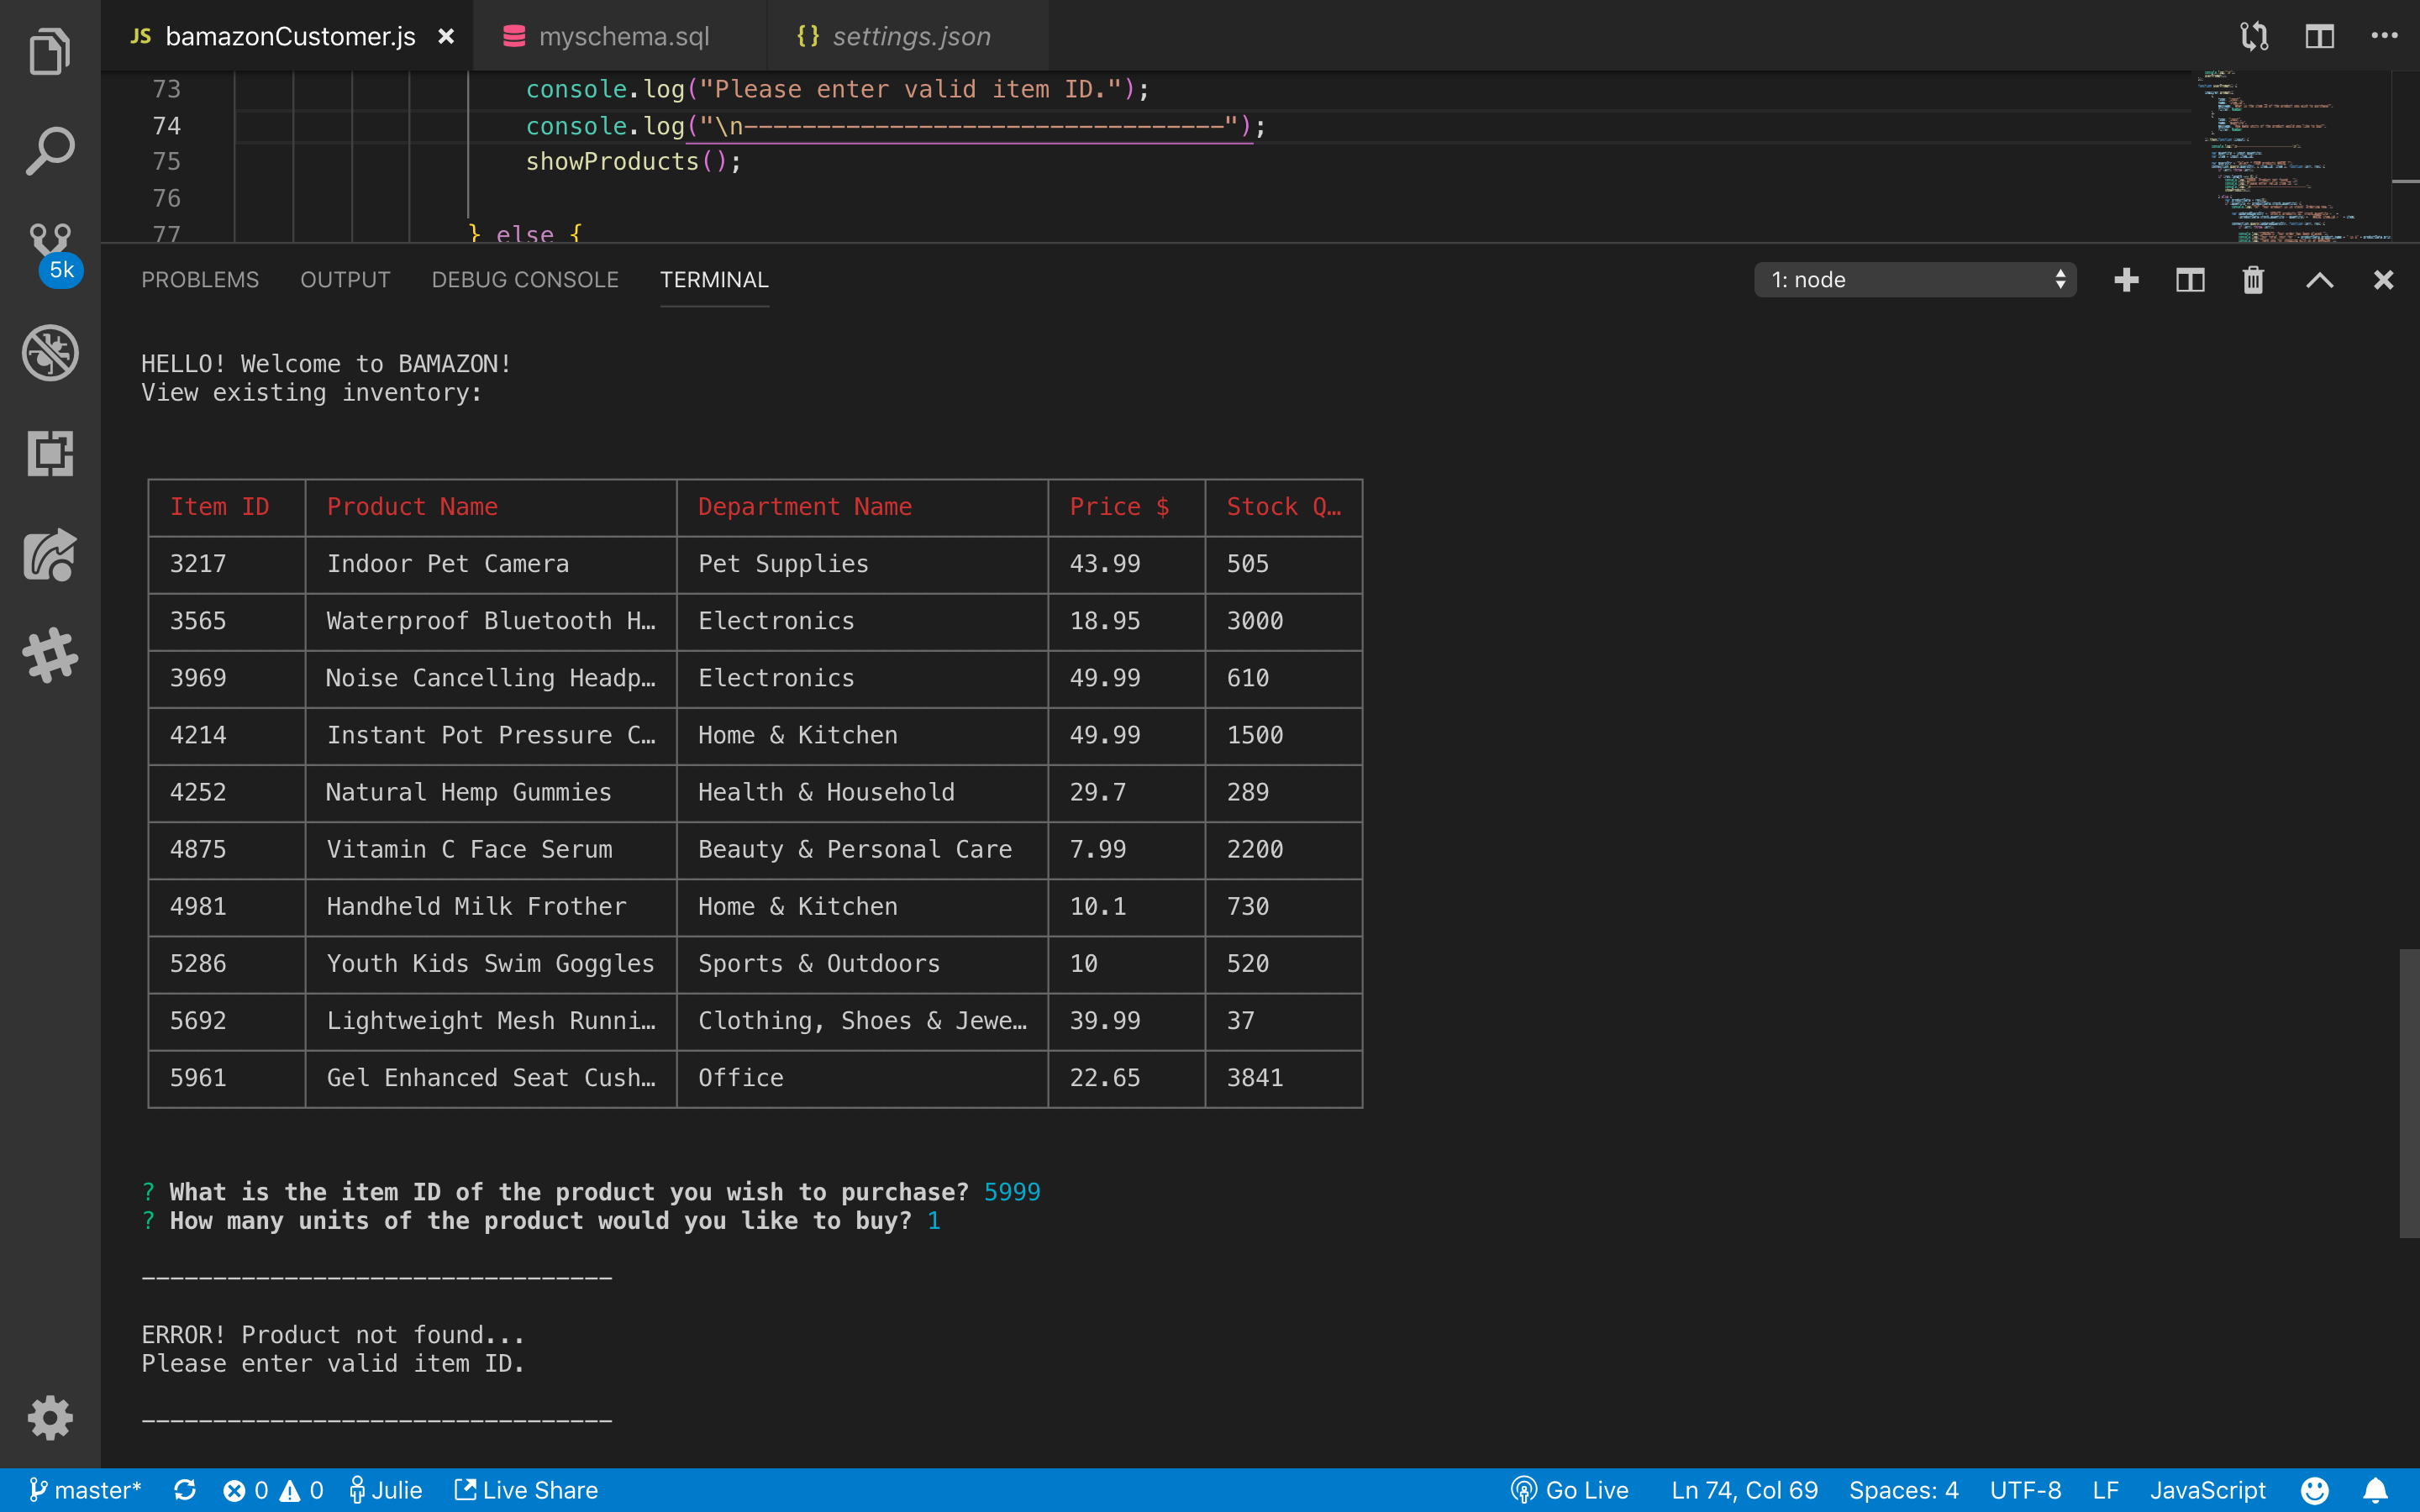 JS bamazonCustomer.js × myschema.sql {} settings.json
73 console.log("Please enter valid item ID.");
74 console.log("\n---------------------------------");
75 showProducts();
76
77 } else {
5k
PROBLEMS OUTPUT DEBUG CONSOLE TERMINAL 1: node
HELLO! Welcome to BAMAZON!
View existing inventory:
Item ID Product Name Department Name Price $ Stock Q…
3217 Indoor Pet Camera Pet Supplies 43.99 505
3565 Waterproof Bluetooth H… Electronics 18.95 3000
3969 Noise Cancelling Headp… Electronics 49.99 610
4214 Instant Pot Pressure C… Home & Kitchen 49.99 1500
4252 Natural Hemp Gummies Health & Household 29.7 289
4875 Vitamin C Face Serum Beauty & Personal Care 7.99 2200
4981 Handheld Milk Frother Home & Kitchen 10.1 730
5286 Youth Kids Swim Goggles Sports & Outdoors 10 520
5692 Lightweight Mesh Runni… Clothing, Shoes & Jewe… 39.99 37
5961 Gel Enhanced Seat Cush… Office 22.65 3841
? What is the item ID of the product you wish to purchase? 5999
? How many units of the product would you like to buy? 1
---------------------------------
ERROR! Product not found...
Please enter valid item ID.
---------------------------------
master* 0 0 Julie Live Share Go Live Ln 74, Col 69 Spaces: 4 UTF-8 LF JavaScript